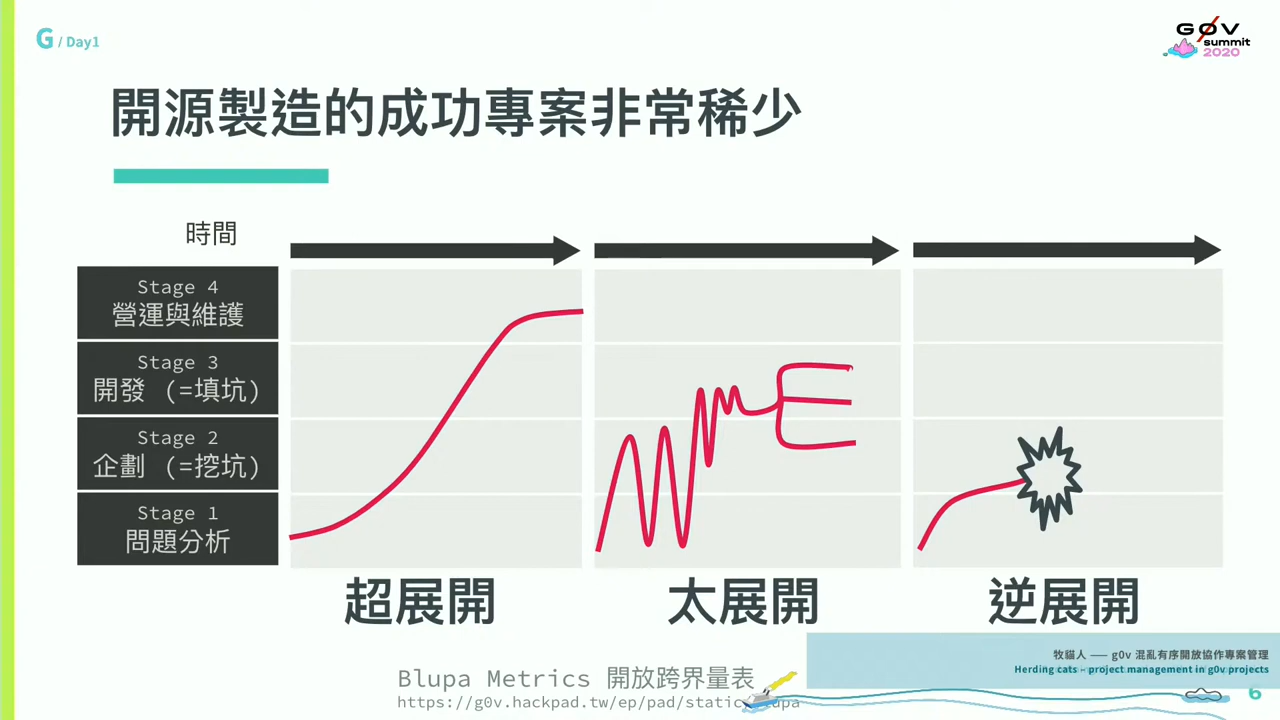 G / Day1
G0V
summit
2020
開源製造的成功專案非常稀少
時間
Stage 4
營運與維護
Stage 3
開發 (=填坑)
Stage 2
企劃 (=挖坑)
Stage 1
問題分析
超展開
太展開
逆展開
Blupa Metrics 開放跨界量表
https://g0v.hackpad.tw/ep/pad/static
upa
牧貓人 —— g0v 混亂有序開放協作專案管理
Herding cats - project management in g0v projects
6